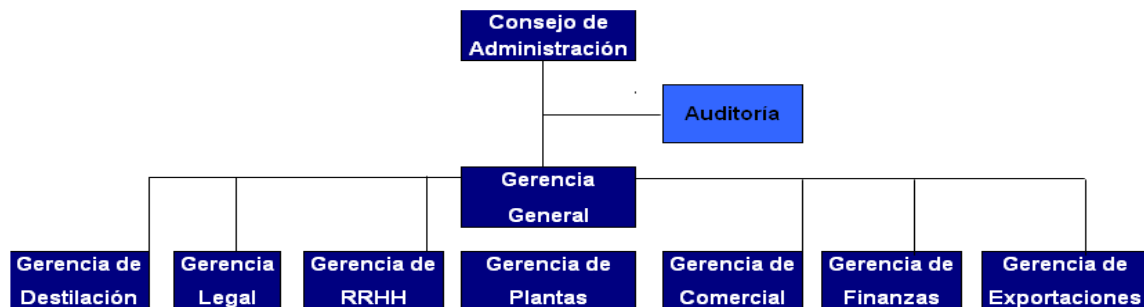 Consejo de
Administración
Auditoría
Gerencia
General
Gerencia de
Destilación
Gerencia
Legal
Gerencia de
RRHH
Gerencia de
Plantas
Gerencia de
Comercial
Gerencia de
Finanzas
Gerencia de
Exportaciones